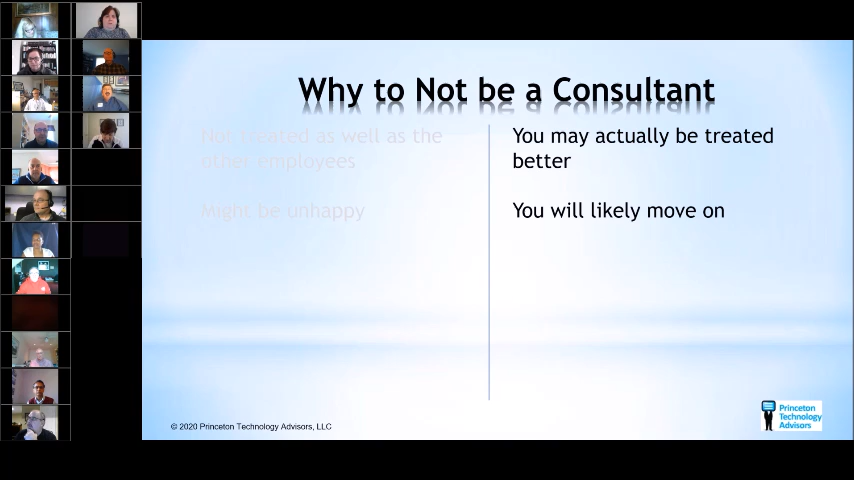 Why to Not be a Consultant
Not treated as well as the
other employees
Might be unhappy
You may actually be treated
better
You will likely move on
© 2020 Princeton Technology Advisors, LLC
Princeton
Technology
Advisors